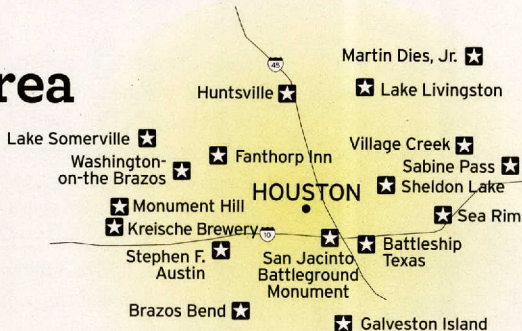 rea
45
Martin Dies, Jr.
Huntsville
Lake Livingston
Lake Somerville
Washington-
on-the Brazos
Fanthorp Inn
Village Creek
Sabine Pass
Sheldon Lake
HOUSTON
Monument Hill
Sea Rim
Kreische Brewery
10
Stephen F.
Austin
San Jacinto
Battleground
Monument
Battleship
Texas
Brazos Bend
Galveston Island